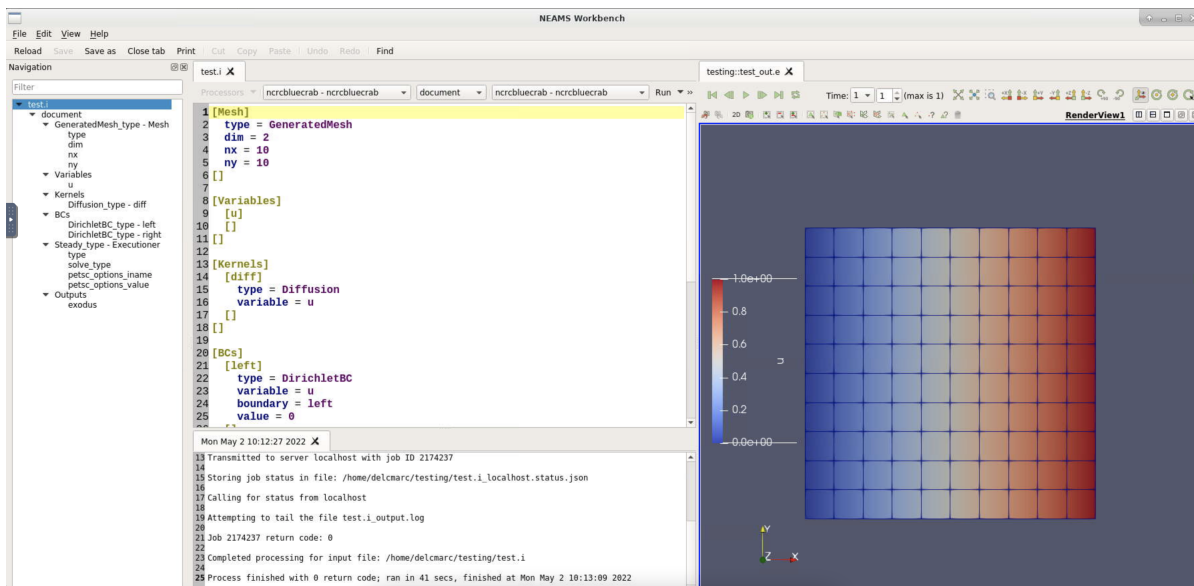 NEAMS Workbench
File Edit View Help
Reload Save Save as Close tab Print Cut Copy Paste Undo Redo Find
Navigation
Filter
test.i
document
GeneratedMesh_type - Mesh
type
dim
nx
ny
Variables
u
Kernels
Diffusion_type - diff
BCs
DirichletBC_type - left
DirichletBC_type - right
Steady_type - Executioner
type
solve_type
petsc_options_iname
petsc_options_value
Outputs
exodus
test.i
Processors ncrcbluecrab - ncrcbluecrab document ncrcbluecrab - ncrcbluecrab Run »
1 [Mesh]
2 type = GeneratedMesh
3 dim = 2
4 nx = 10
5 ny = 10
6 []
7
8 [Variables]
9 [u]
10 []
11 []
12
13 [Kernels]
14 [diff]
15 type = Diffusion
16 variable = u
17 []
18 []
19
20 [BCs]
21 [left]
22 type = DirichletBC
23 variable = u
24 boundary = left
25 value = 0
Mon May 2 10:12:27 2022
13 Transmitted to server localhost with job ID 2174237
14
15 Storing job status in file: /home/delcmarc/testing/test.i_localhost.status.json
16
17 Calling for status from localhost
18
19 Attempting to tail the file test.i_output.log
20
21 Job 2174237 return code: 0
22
23 Completed processing for input file: /home/delcmarc/testing/test.i
24
25 Process finished with 0 return code; ran in 41 secs, finished at Mon May 2 10:13:09 2022
testing::test_out.e
Time: 1 1 (max is 1)
2D
RenderView1
1.0e+00
0.8
0.6
u
0.4
0.2
0.0e+00
Y
Z X